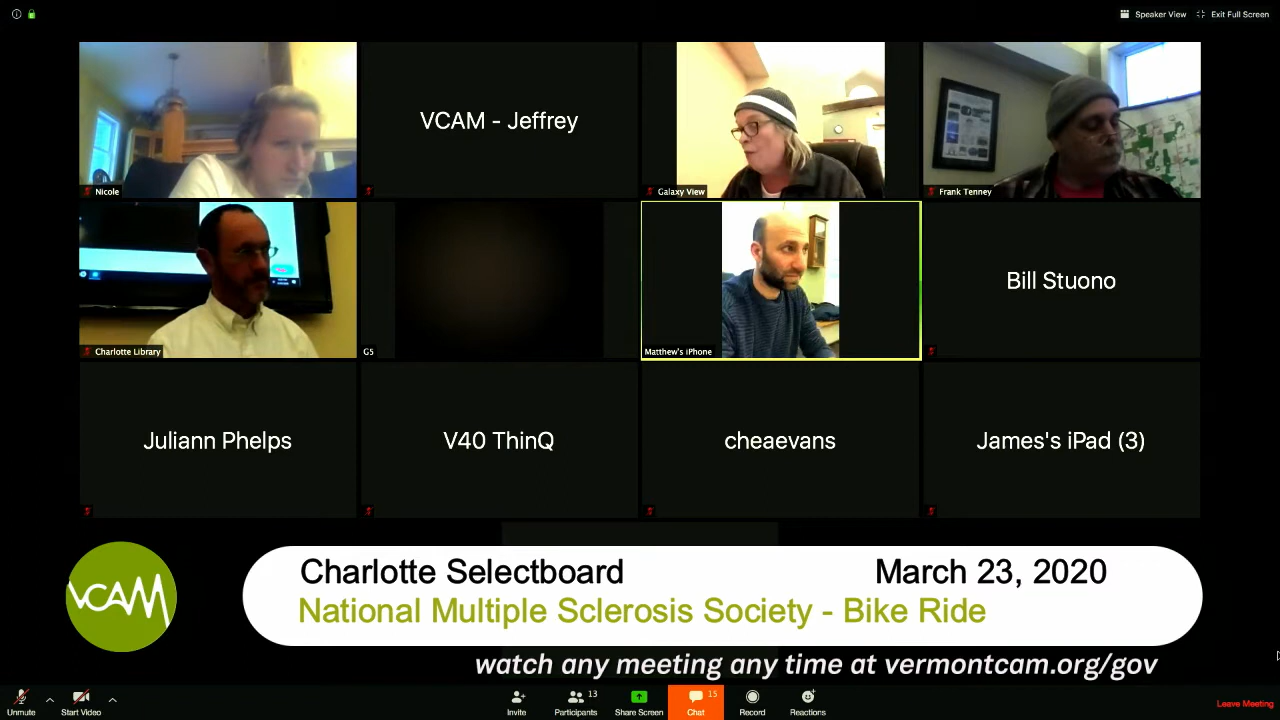 Speaker View
Exit Full Screen
Nicole
VCAM - Jeffrey
Galaxy View
Frank Tenney
Charlotte Library
G5
Matthew's iPhone
Bill Stuono
Juliann Phelps
V40 ThinQ
cheaevans
James's iPad (3)
VCAM
Charlotte Selectboard
March 23, 2020
National Multiple Sclerosis Society - Bike Ride
watch any meeting any time at vermontcam.org/gov
Unmute
Start Video
Invite
13
Participants
Share Screen
15
Chat
Record
Reactions
Leave Meeting